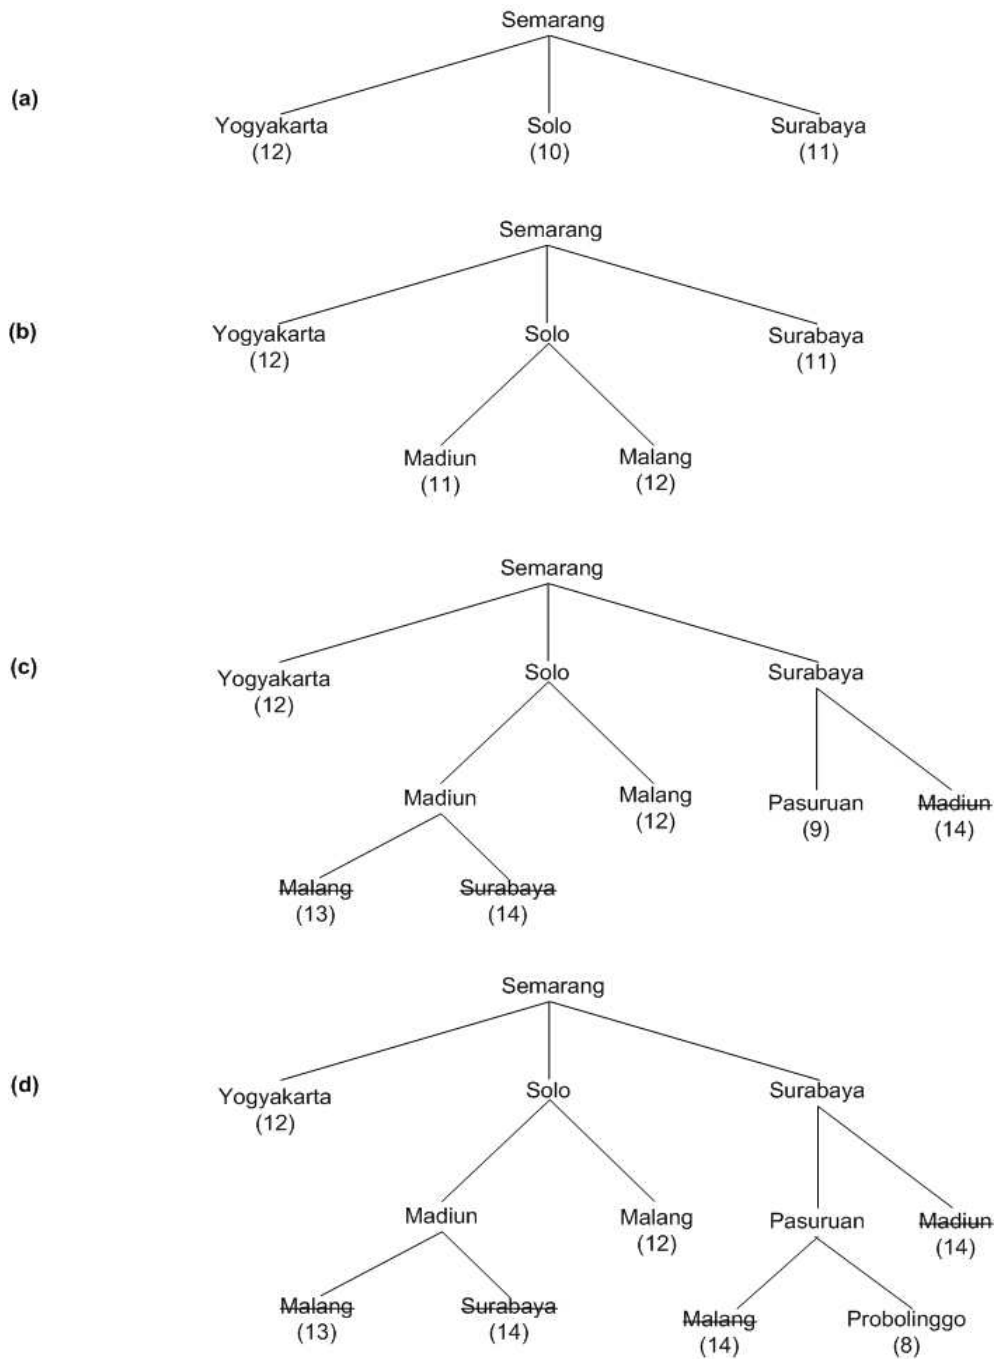 Semarang
(a)
Yogyakarta Solo Surabaya
(12) (10) (11)
Semarang
(b)
Yogyakarta Solo Surabaya
(12) (11)
Madiun Malang
(11) (12)
Semarang
(c)
Yogyakarta Solo Surabaya
(12)
Madiun Malang Pasuruan Madiun
(12) (9) (14)
Malang Surabaya
(13) (14)
Semarang
(d)
Yogyakarta Solo Surabaya
(12)
Madiun Malang Pasuruan Madiun
(12) (14)
Malang Surabaya Malang Probolinggo
(13) (14) (14) (8)